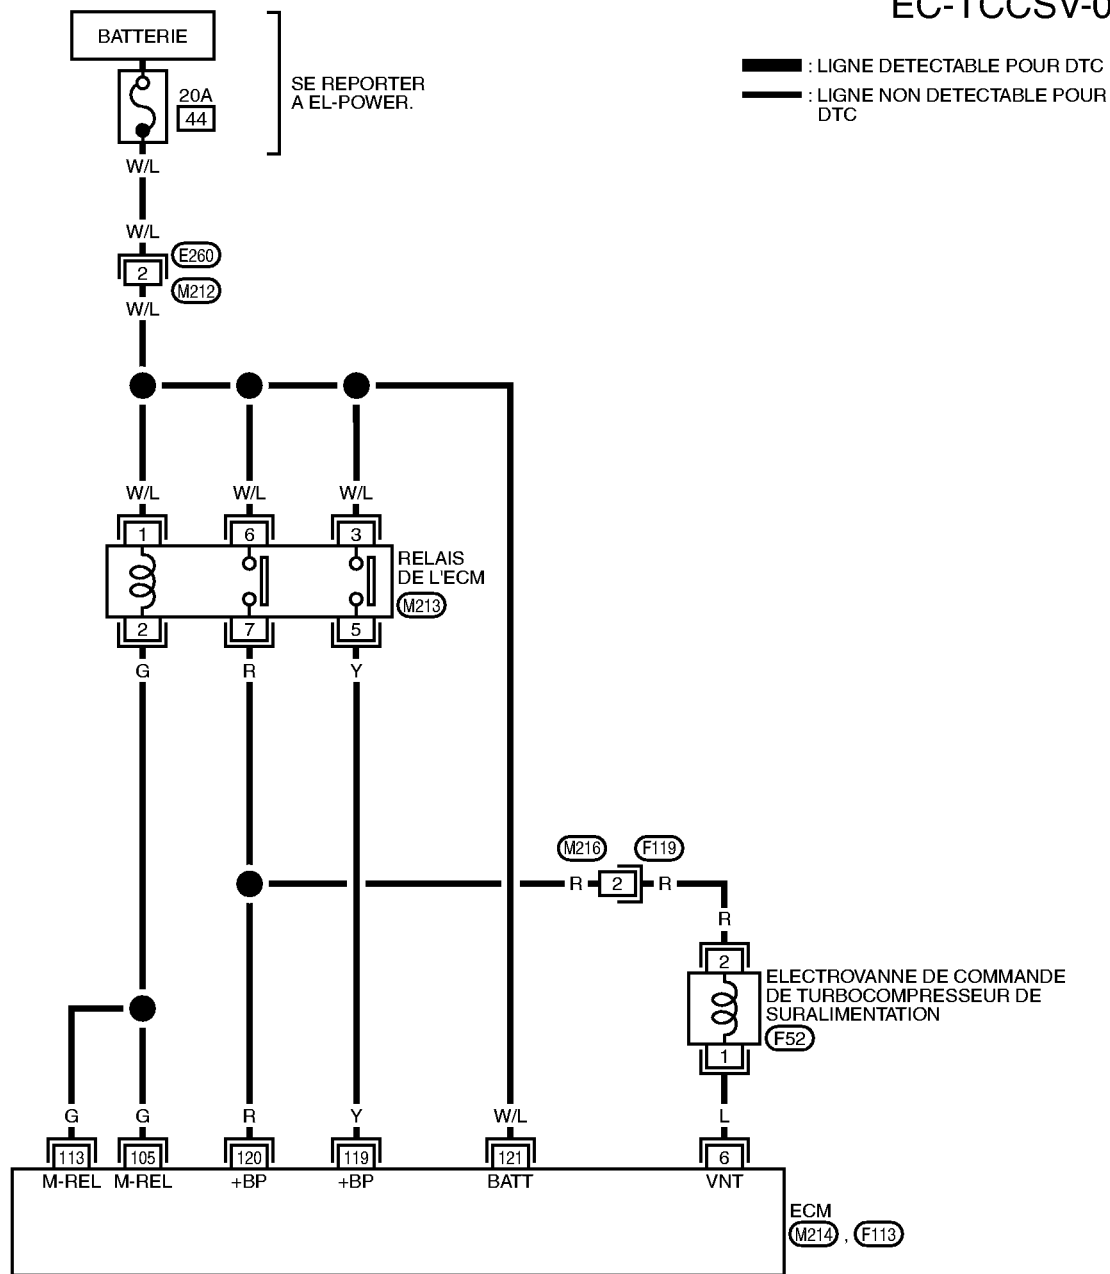 EC-TCCSV-0
BATTERIE
20A
44
SE REPORTER
A EL-POWER.
: LIGNE DETECTABLE POUR DTC
: LIGNE NON DETECTABLE POUR
DTC
W/L
W/L
E260
2
M212
W/L
W/L W/L W/L
1 6 3
RELAIS
DE L'ECM
M213
2 7 5
G R Y
M216 F119
R 2 R
R
2
ELECTROVANNE DE COMMANDE
DE TURBOCOMPRESSEUR DE
SURALIMENTATION
F52
1
G G R Y W/L L
113 105 120 119 121 6
M-REL M-REL +BP +BP BATT VNT
ECM
M214 , F113